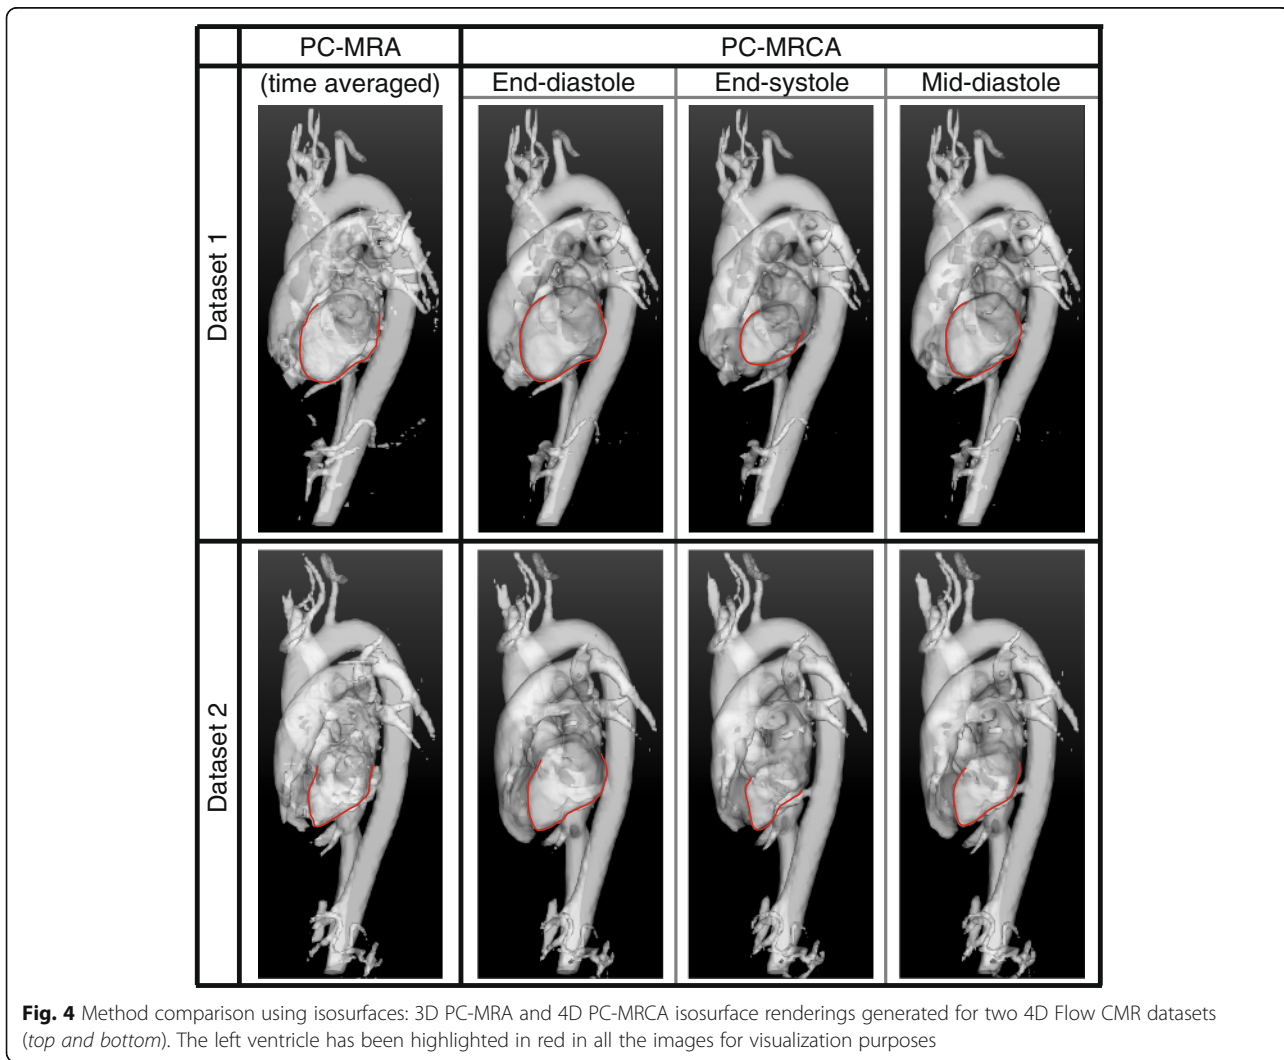 PC-MRA
PC-MRCA
(time averaged)
End-diastole
End-systole
Mid-diastole
Dataset 1
Dataset 2
Fig. 4 Method comparison using isosurfaces: 3D PC-MRA and 4D PC-MRCA isosurface renderings generated for two 4D Flow CMR datasets
(top and bottom). The left ventricle has been highlighted in red in all the images for visualization purposes